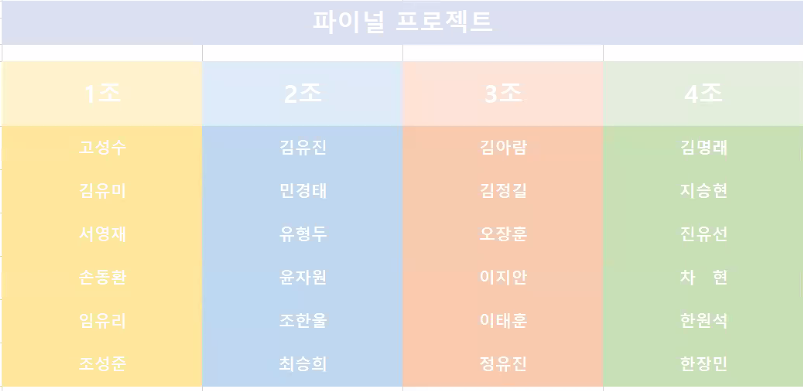 파이널 프로젝트
1조 2조 3조 4조
고성수 김유진 김아람 김명래
김유미 민경태 김정길 지승현
서영재 유형두 오장훈 진유선
손동환 윤자원 이지안 차 현
임유리 조한울 이태훈 한원석
조성준 최승희 정유진 한장민